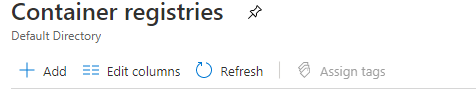 Container registries
Default Directory
Add Edit columns Refresh Assign tags